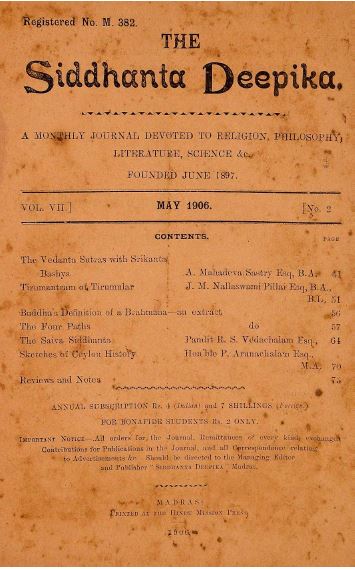 Registered No. M. 382.
THE
Siddhanta Deepika.
A MONTHLY JOURNAL DEVOTED TO RELIGION, PHILOSOPHY,
LITERATURE, SCIENCE &c.
FOUNDED JUNE 1897.
VOL. VII.] MAY 1906. [No. 2
CONTENTS.
PAGE
The Vedanta Sutras with Srikanta
Bashya A. Mahadeva Sastry Esq, B.A. 41
Tirumantram of Tirumular J. M. Nallaswami Pillai Esq, B.A.,
B.L. 51
Buddha's Definition of a Brahmna—an extract 56
The Four Paths do 57
The Saiva Siddhanta Pandit R. S. Vedachalam Esq., 64
Sketches of Ceylon History Hon'ble P. Arunachalam Esq.,
M.A. 70
Reviews and Notes 75
ANNUAL SUBSCRIPTION Rs. 4 (Indian) and 7 SHILLINGS (Foreign.)
FOR BONAFIDE STUDENTS Rs. 2 ONLY.
IMPORTANT NOTICE—All orders for the Journal, Remittances of every kind, exchanges
Contributions for Publications in the Journal, and all Correspondence relating
to Advertisements &c. Should be directed to the Managing Editor
and Publisher "SIDDHANTA DEEPIKA" Madras.
MADRAS:
PRINTED AT THE HINDU MISSION PRESS,
1906.